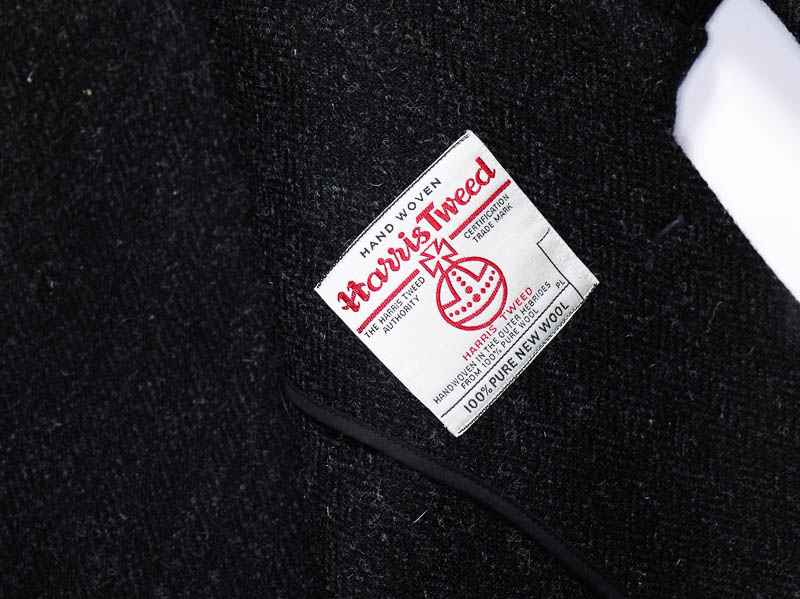 HAND WOVEN
Harris Tweed
THE HARRIS TWEED
AUTHORITY
CERTIFICATION
TRADE MARK
HARRIS TWEED
HANDWOVEN IN THE OUTER HEBRIDES
FROM 100% PURE WOOL
PL
100% PURE NEW WOOL